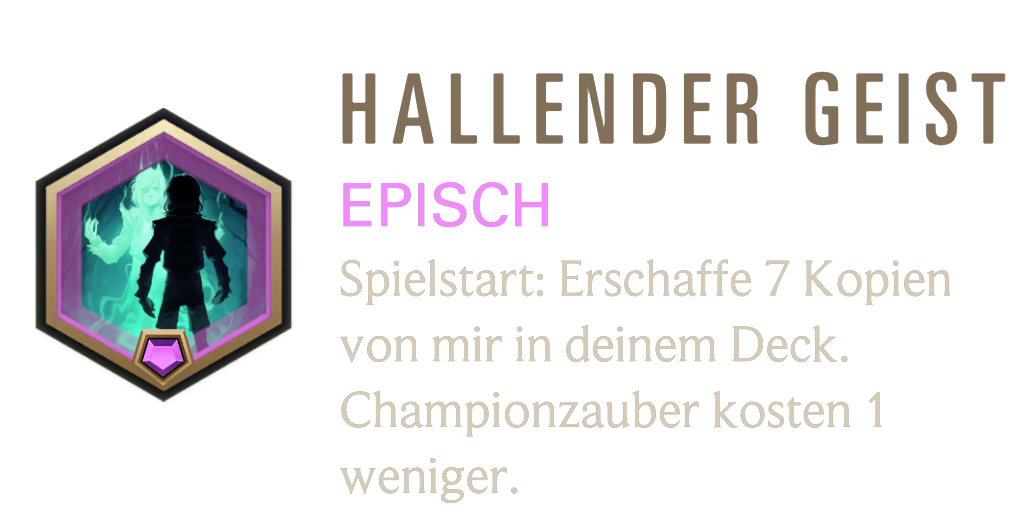 HALLENDER GEIST
EPISCH
Spielstart: Erschaffe 7 Kopien
von mir in deinem Deck.
Championzauber kosten 1
weniger.